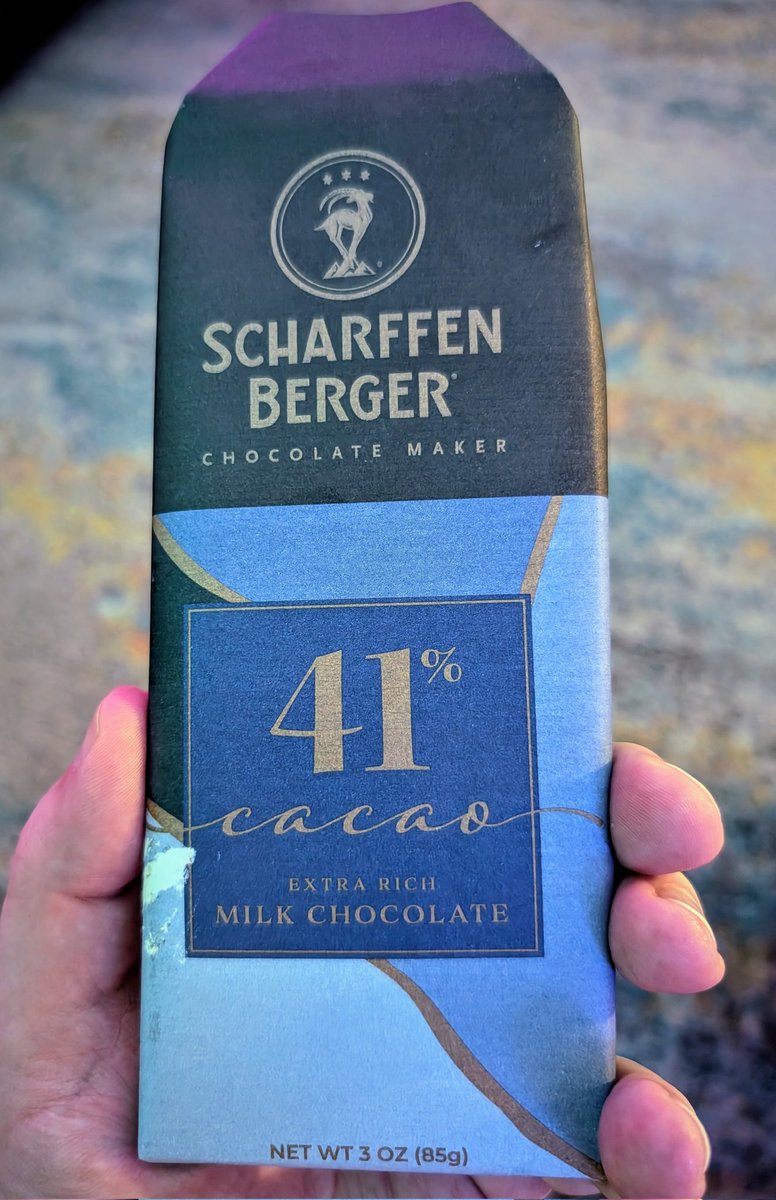 SCHARFFEN
BERGER®
CHOCOLATE MAKER
41%
cacao
EXTRA RICH
MILK CHOCOLATE
NET WT 3 OZ (85g)